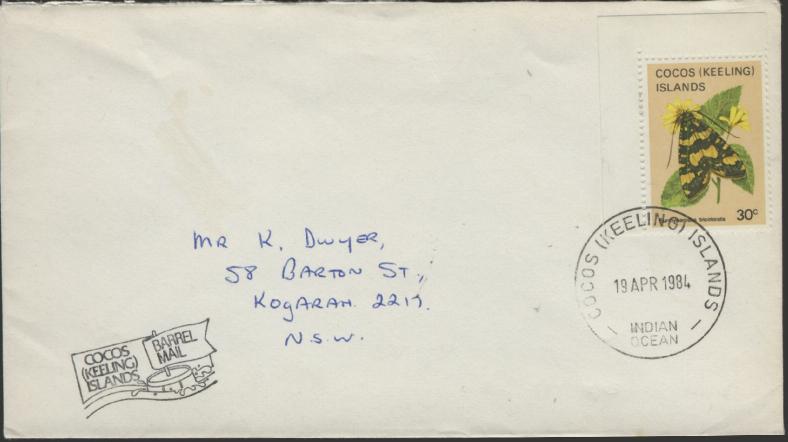 COCOS (KEELING)
ISLANDS
30c
COCOS (KEELING) ISLANDS
19 APR 1984
INDIAN
OCEAN
MR K. DWYER,
58 BARTON ST.,
KOGARAH 2217.
N.S.W.
COCOS
(KEELING)
ISLANDS
BARREL
MAIL